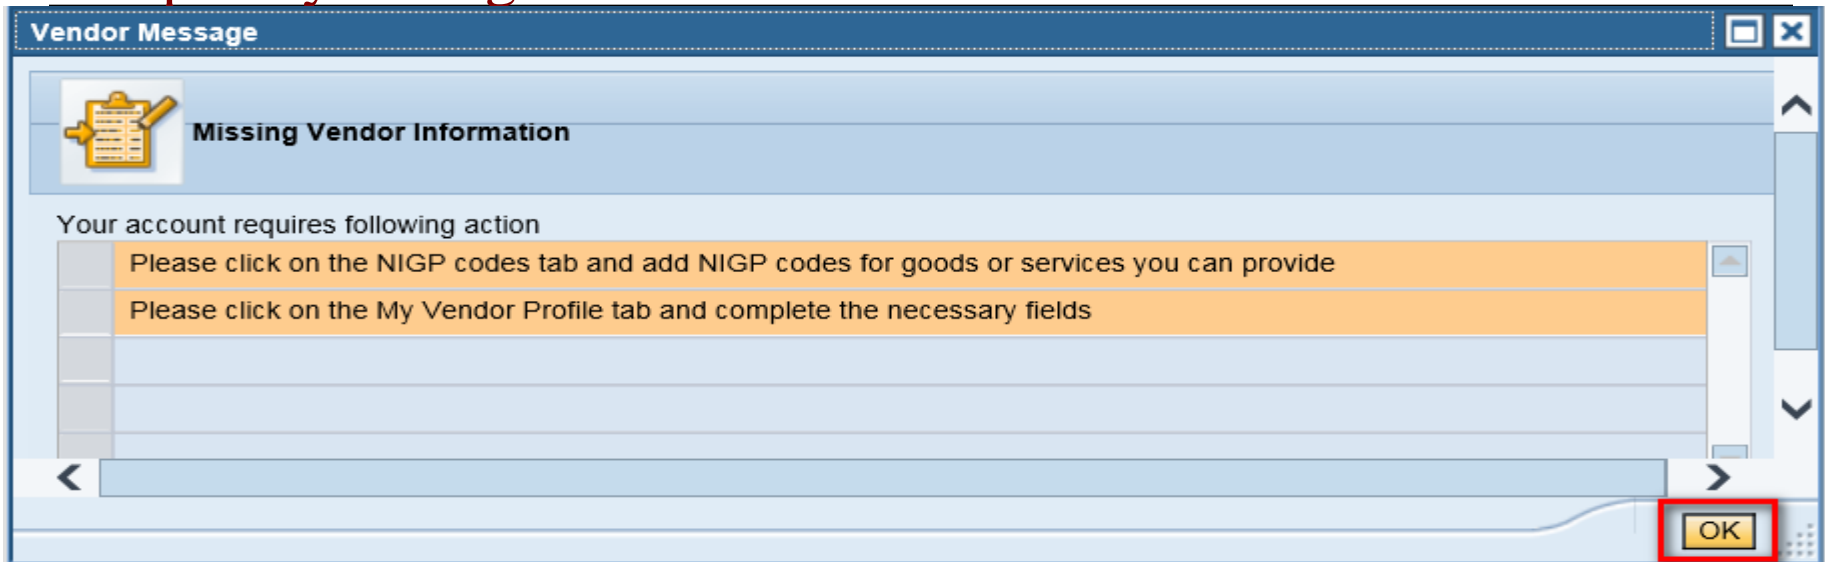 Vendor Message
Missing Vendor Information
Your account requires following action
Please click on the NIGP codes tab and add NIGP codes for goods or services you can provide
Please click on the My Vendor Profile tab and complete the necessary fields
OK